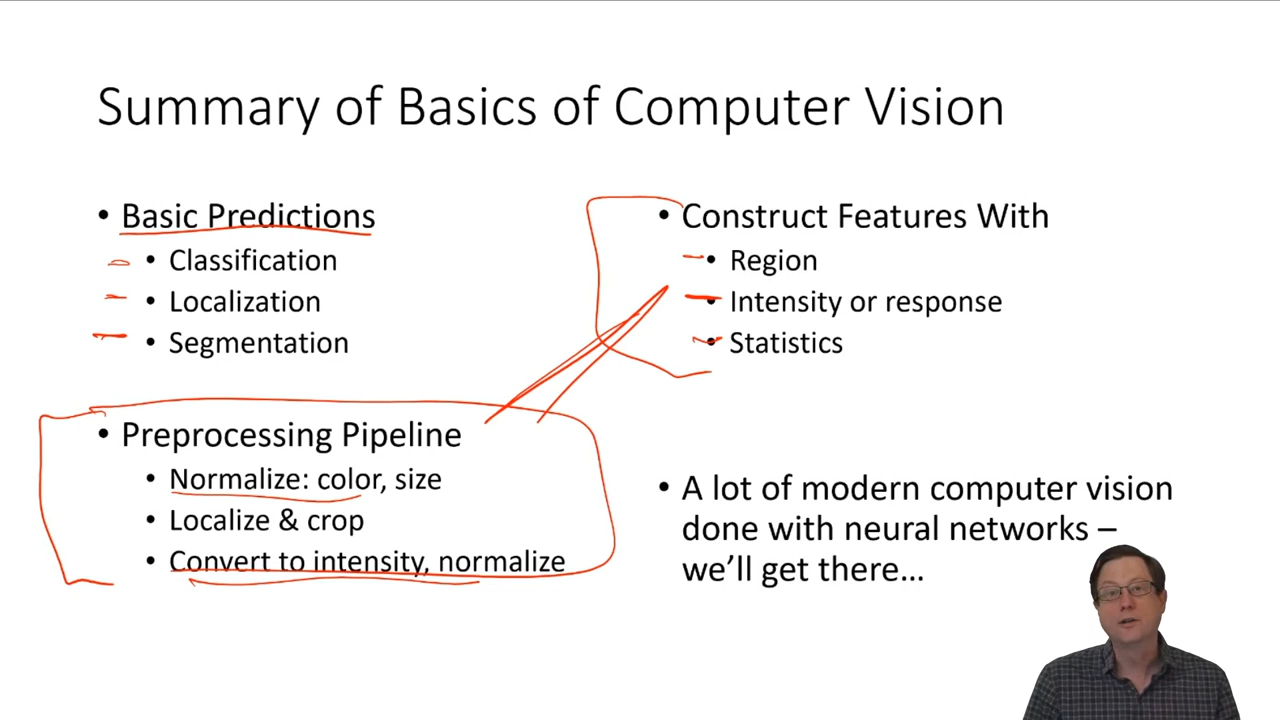 Summary of Basics of Computer Vision
• Basic Predictions
• Classification
• Localization
• Segmentation
• Preprocessing Pipeline
• Normalize: color, size
• Localize & crop
• Convert to intensity, normalize
• Construct Features With
• Region
• Intensity or response
• Statistics
• A lot of modern computer vision
done with neural networks –
we’ll get there…